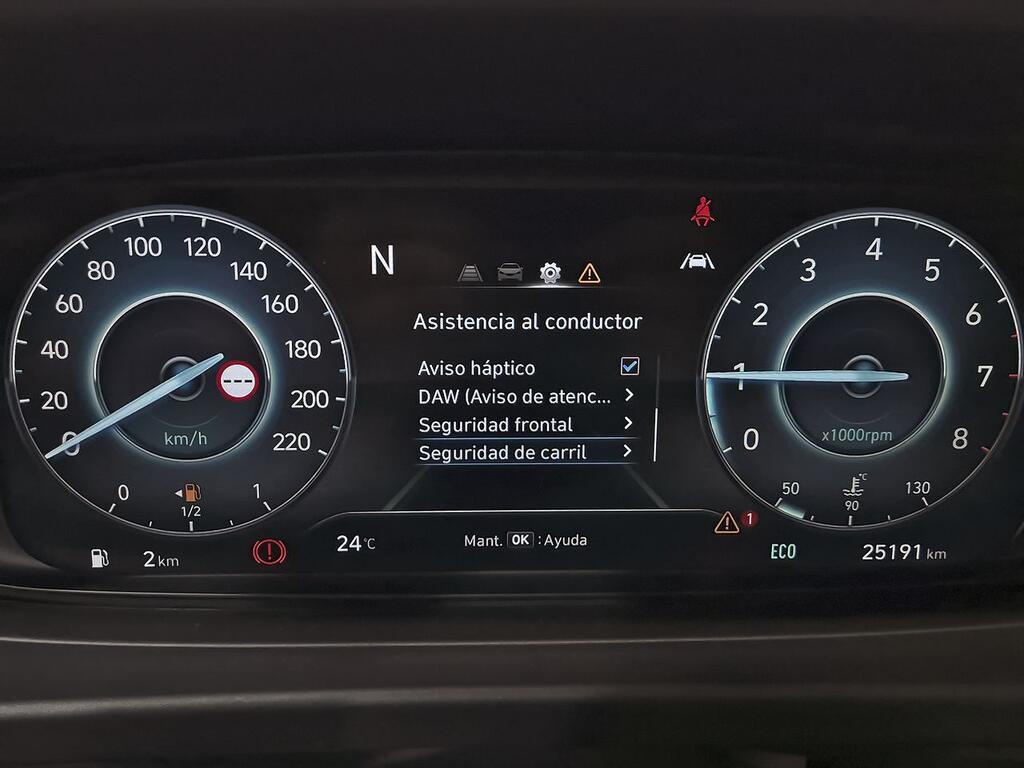 0
20
40
60
80
100
120
140
160
180
200
220
km/h
0
1/2
1
2 km
N
Asistencia al conductor
Aviso háptico
DAW (Aviso de atenc...
Seguridad frontal
Seguridad de carril
24°C
Mant. OK : Ayuda
1
0
1
2
3
4
5
6
7
8
x1000rpm
50
°C
90
130
ECO
25191 km